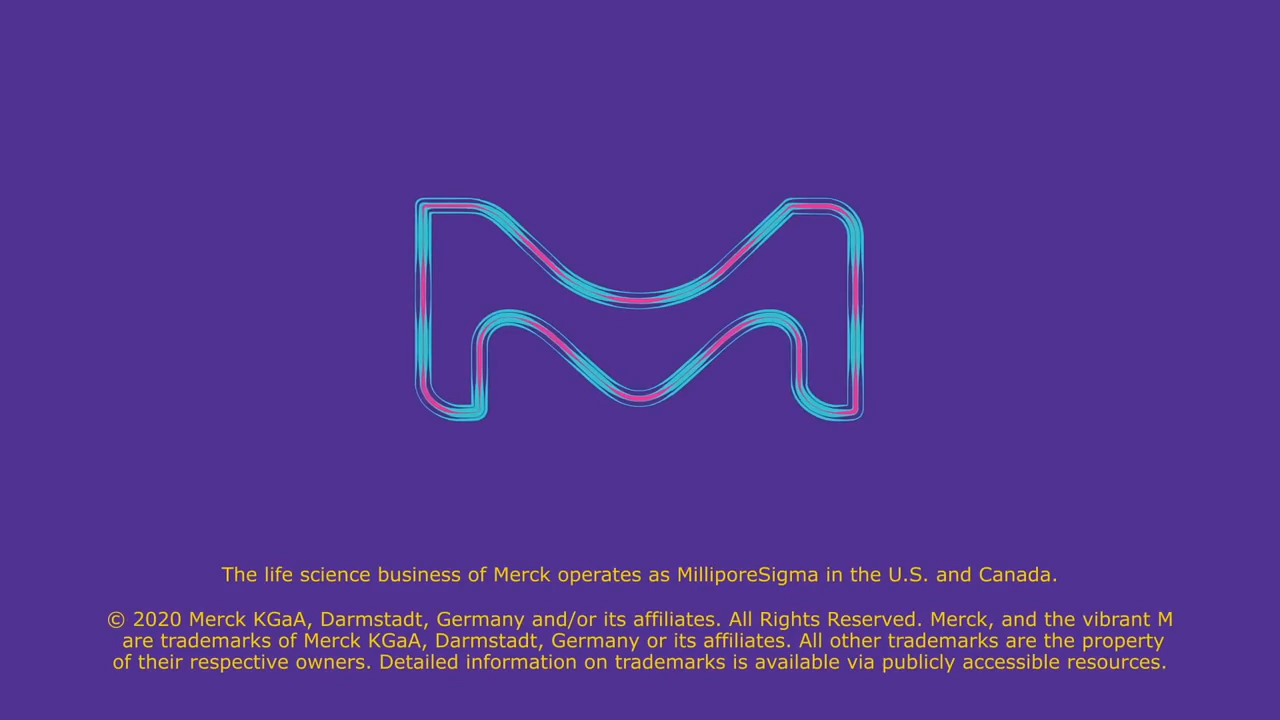 The life science business of Merck operates as MilliporeSigma in the U.S. and Canada.
© 2020 Merck KGaA, Darmstadt, Germany and/or its affiliates. All Rights Reserved. Merck, and the vibrant M
are trademarks of Merck KGaA, Darmstadt, Germany or its affiliates. All other trademarks are the property
of their respective owners. Detailed information on trademarks is available via publicly accessible resources.